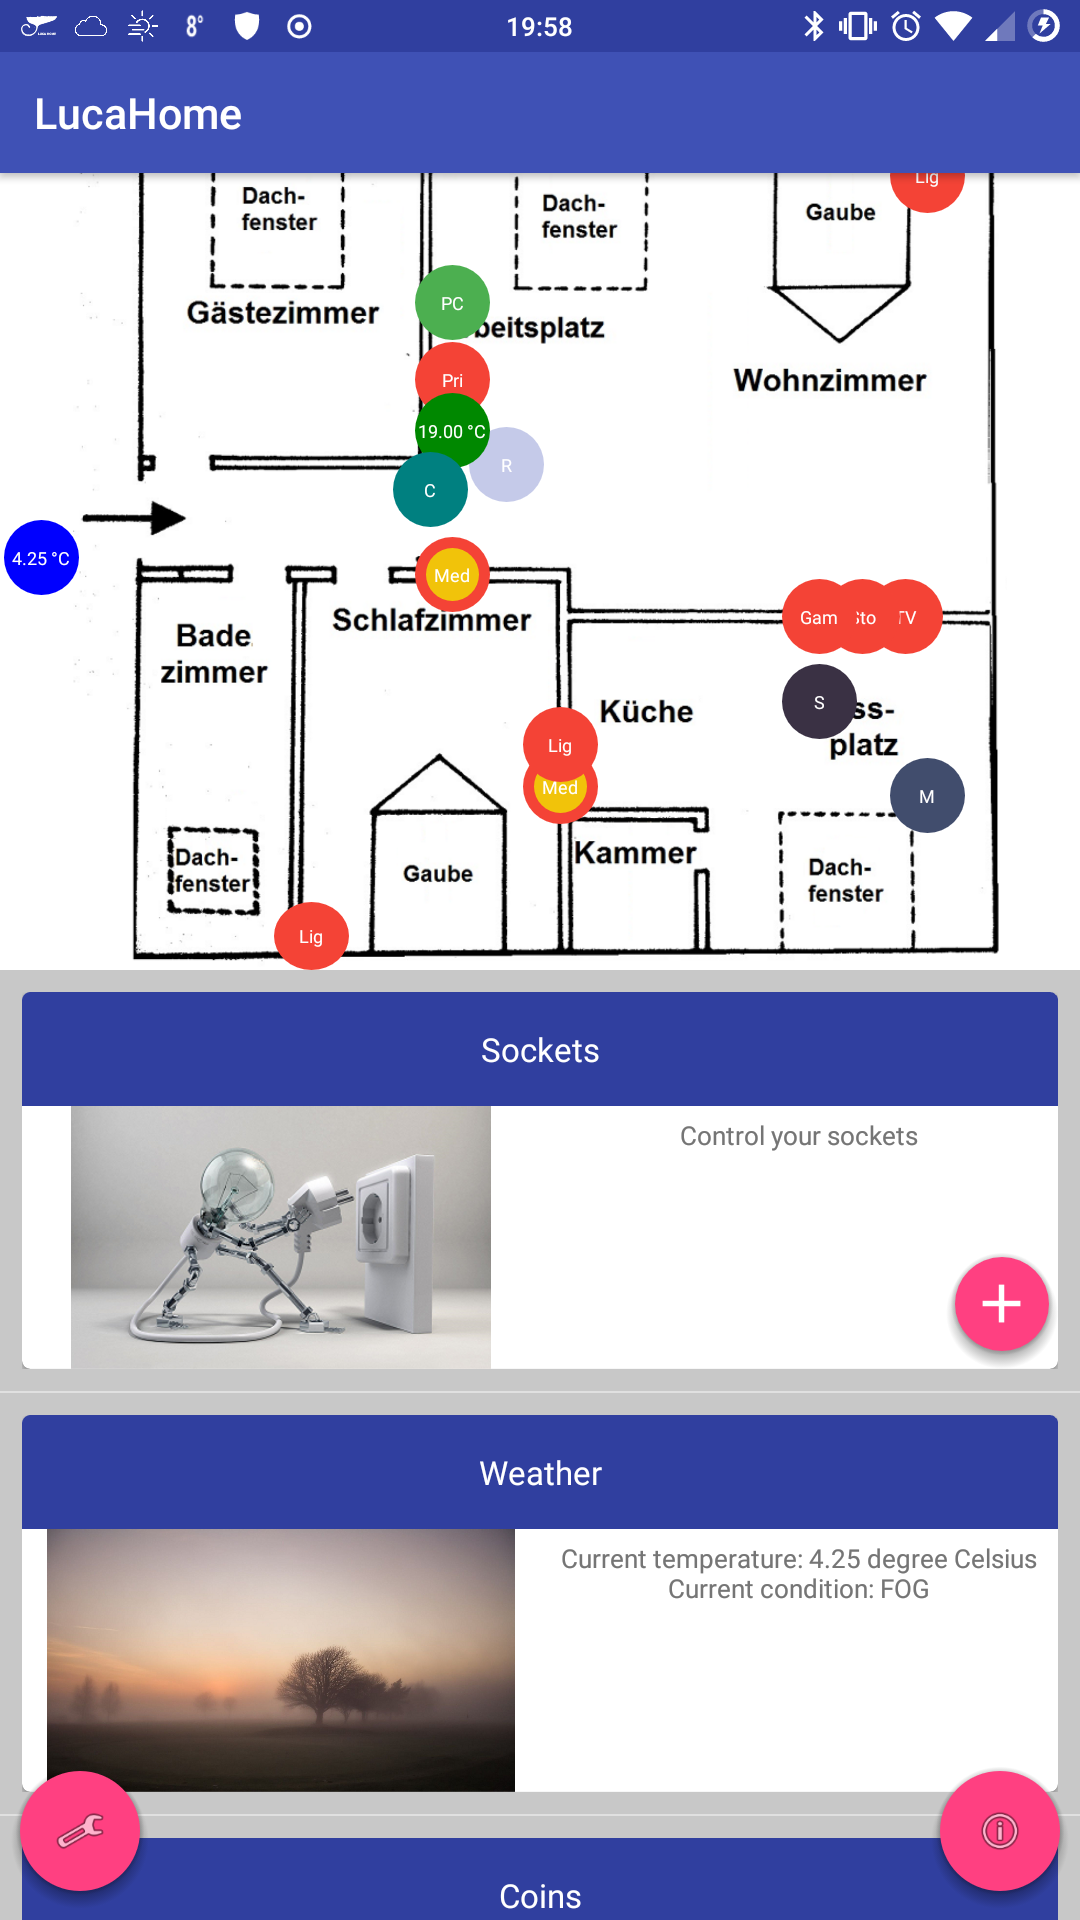 8°
19:58
LucaHome
Lig
Dach-
fenster
Dach-
fenster
Gaube
PC
Gästezimmer
beitsplatz
Pri
Wohnzimmer
19.00 °C
R
C
4.25 °C
Med
Schlafzimmer
Gam
Sto
TV
Bade
zimmer
Küche
S
ss-
platz
Lig
Med
M
Dach-
fenster
Gaube
Kammer
Dach-
fenster
Lig
Sockets
Control your sockets
Weather
Current temperature: 4.25 degree Celsius
Current condition: FOG
Coins